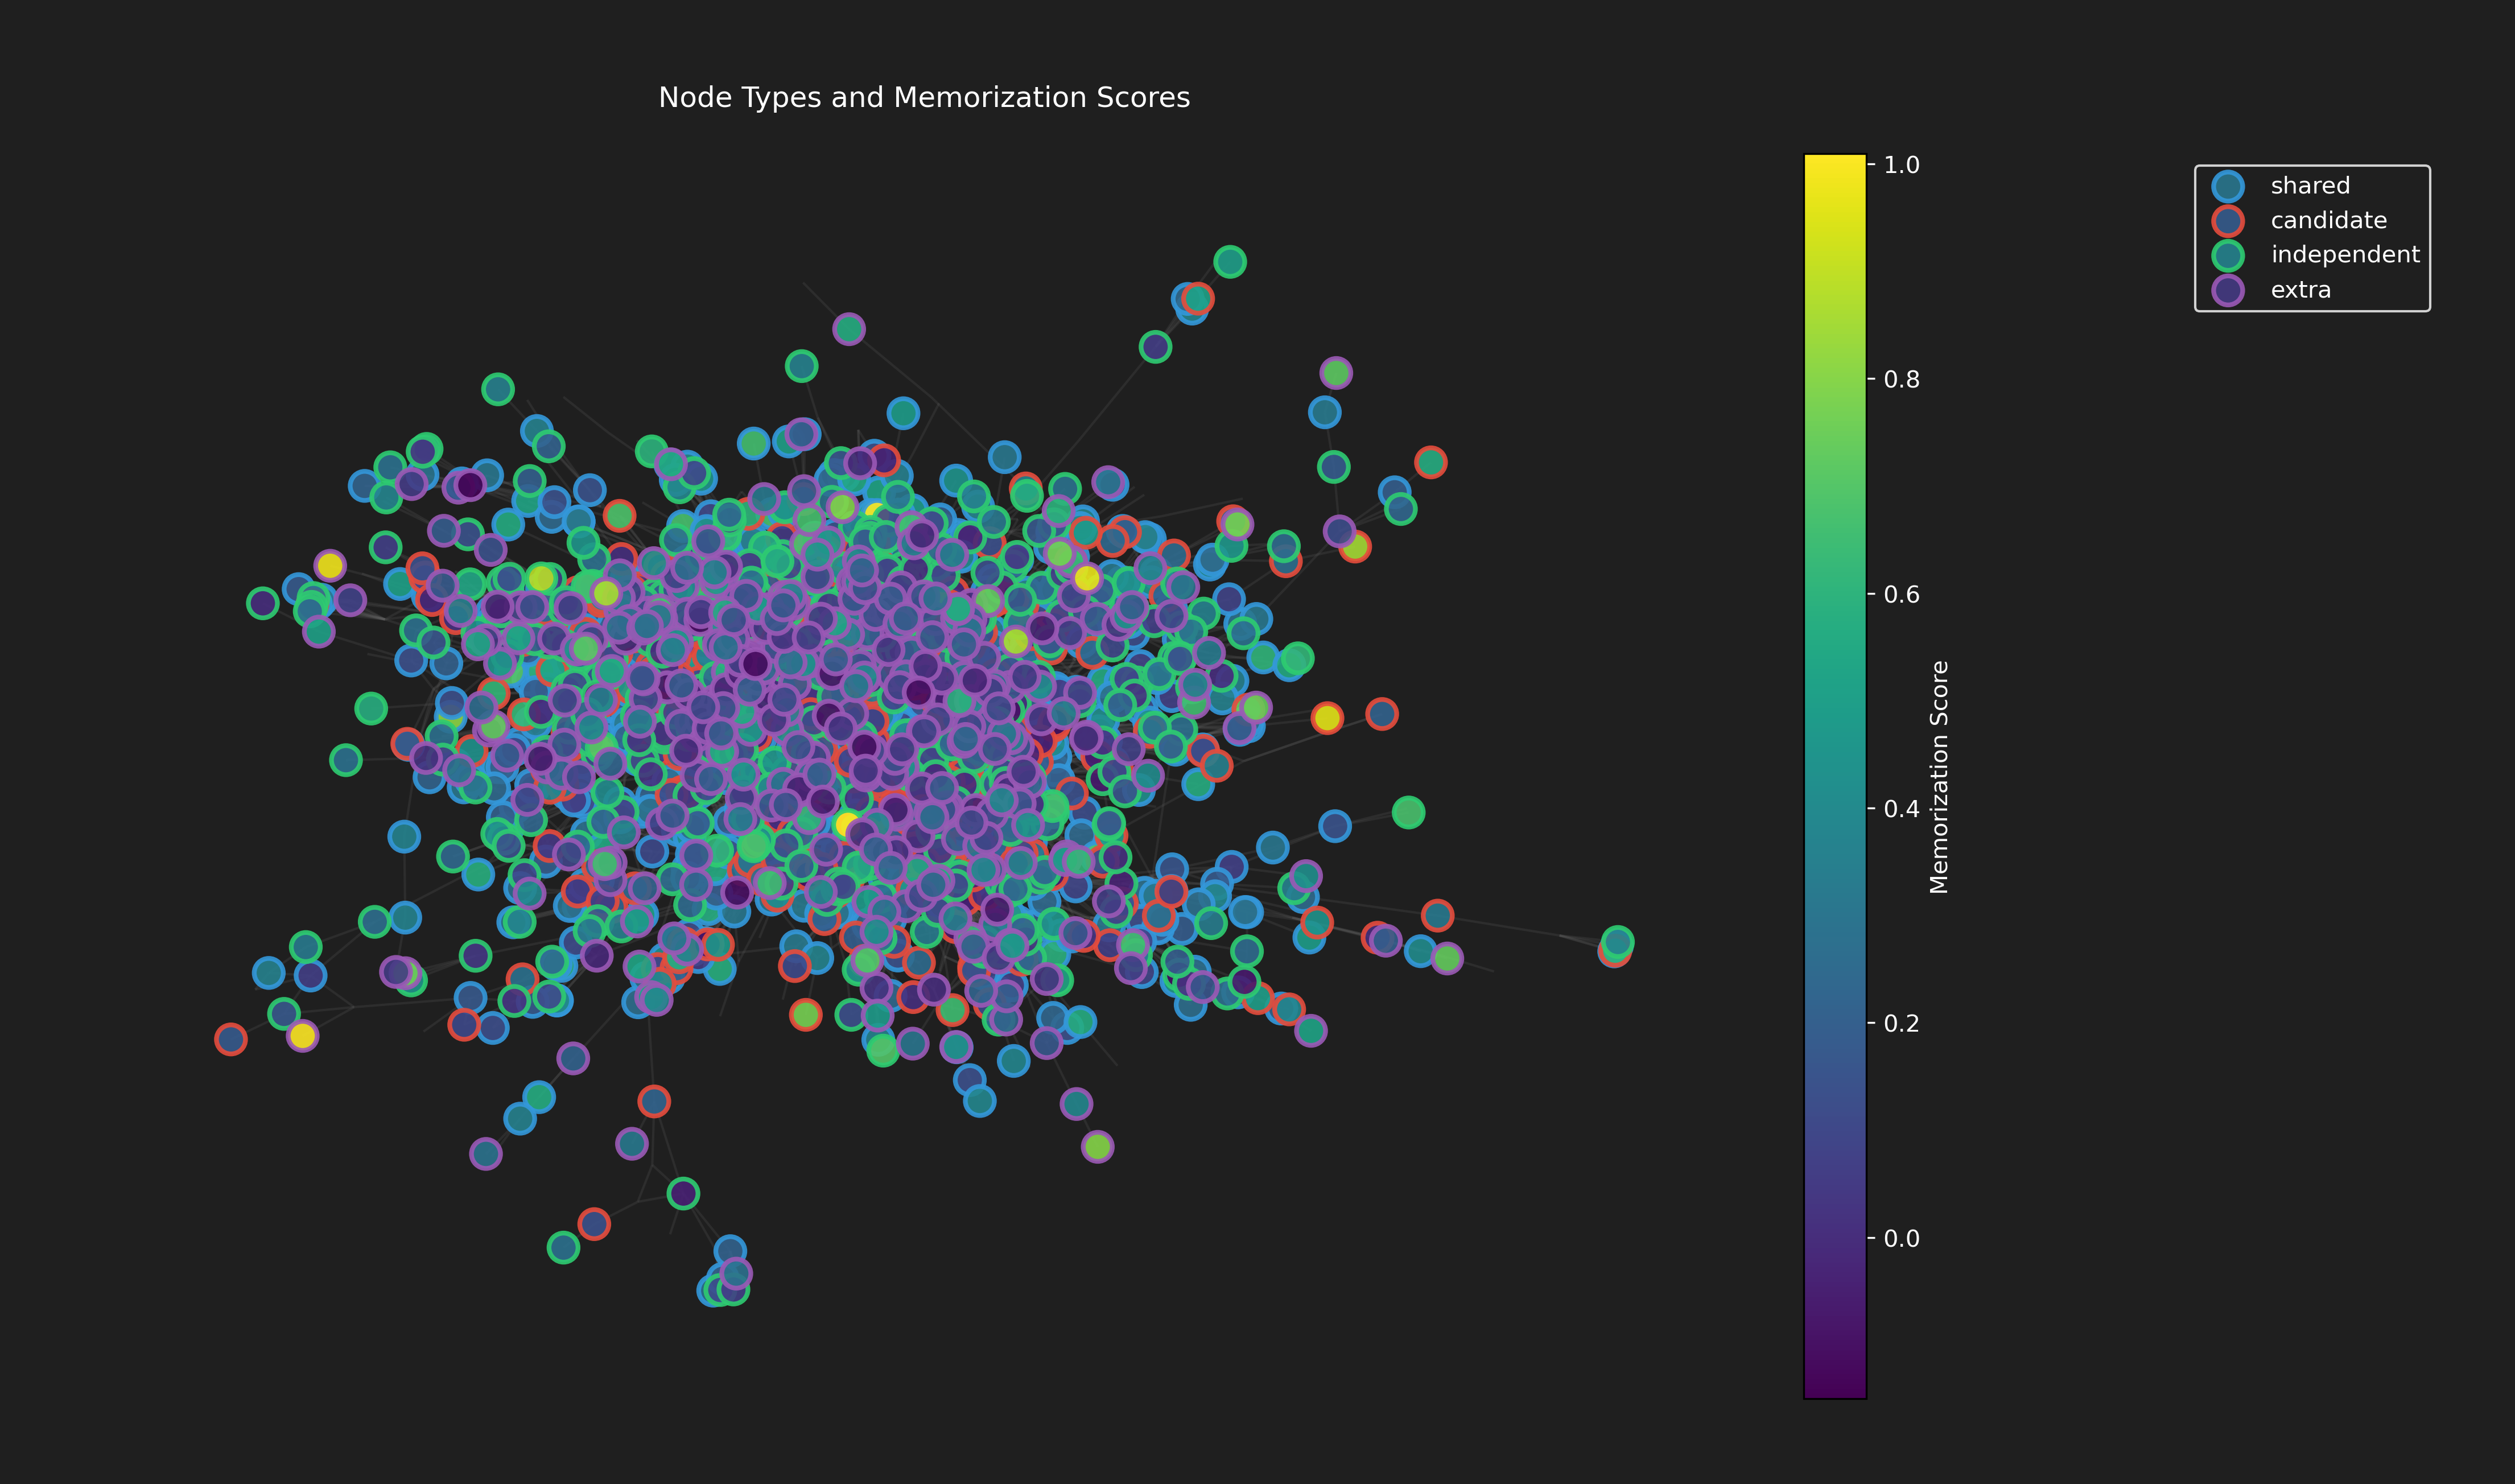 Node Types and Memorization Scores
1.0
0.8
0.6
0.4
0.2
0.0
Memorization Score
shared
candidate
independent
extra